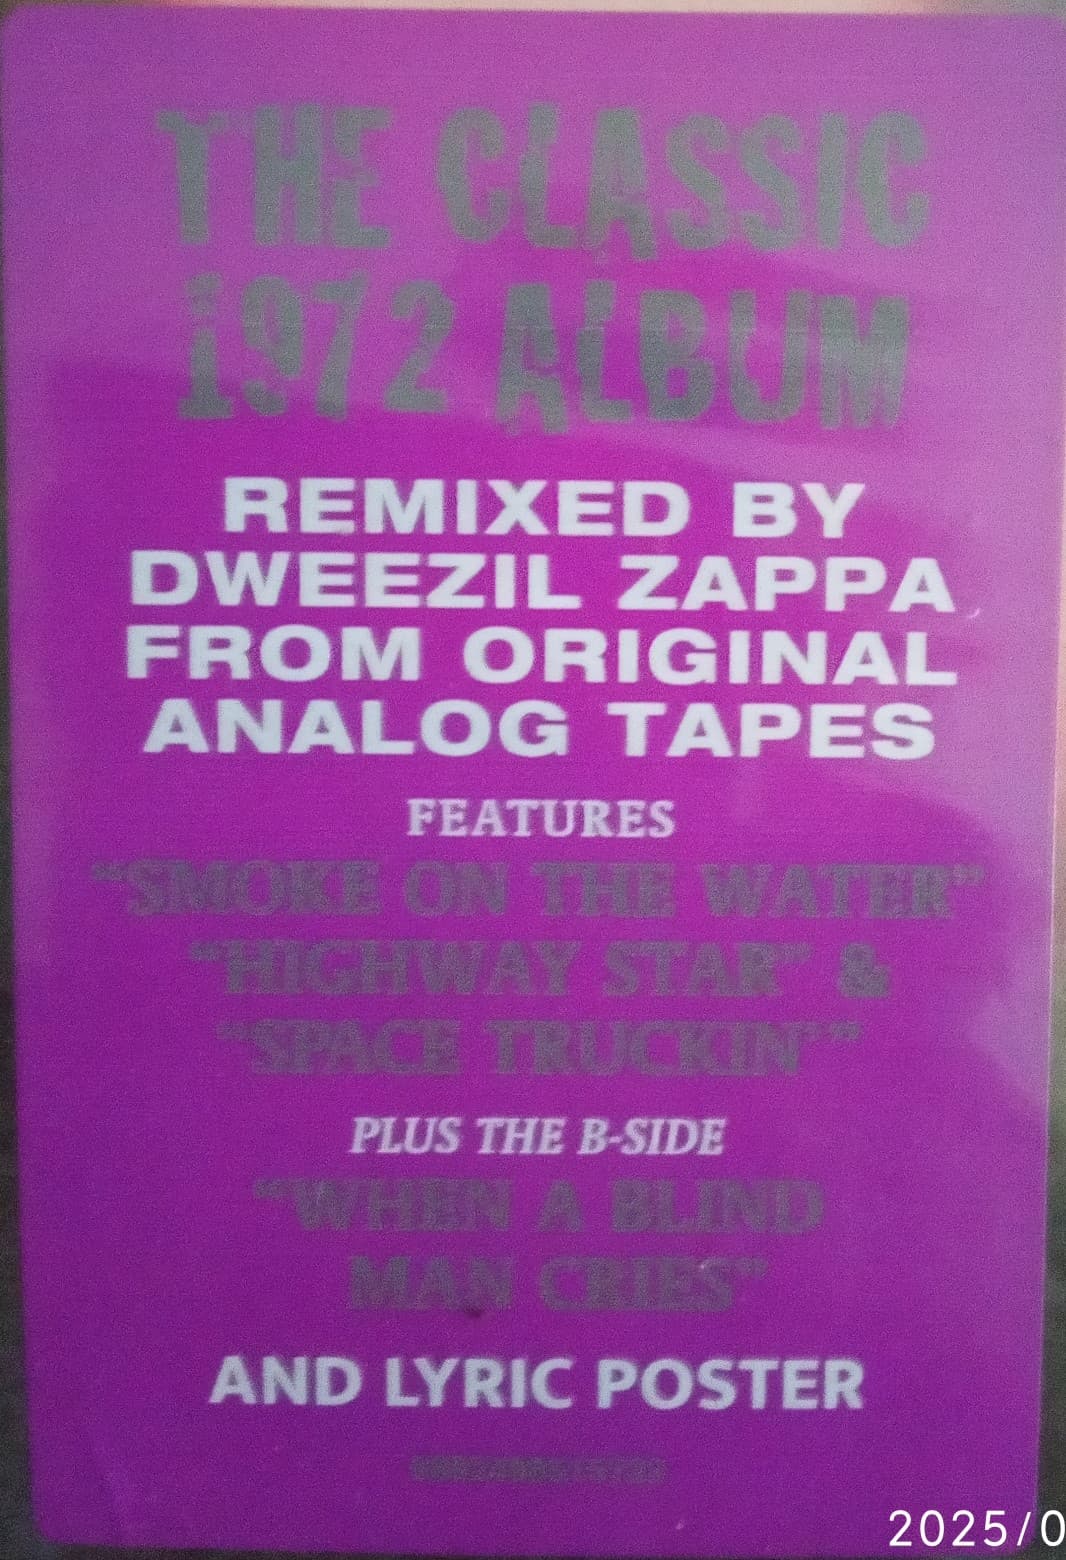 THE CLASSIC
1972 ALBUM
REMIXED BY
DWEEZIL ZAPPA
FROM ORIGINAL
ANALOG TAPES
FEATURES
“SMOKE ON THE WATER”
“HIGHWAY STAR” &
“SPACE TRUCKIN’”
PLUS THE B-SIDE
“WHEN A BLIND
MAN CRIES”
AND LYRIC POSTER
2025/0